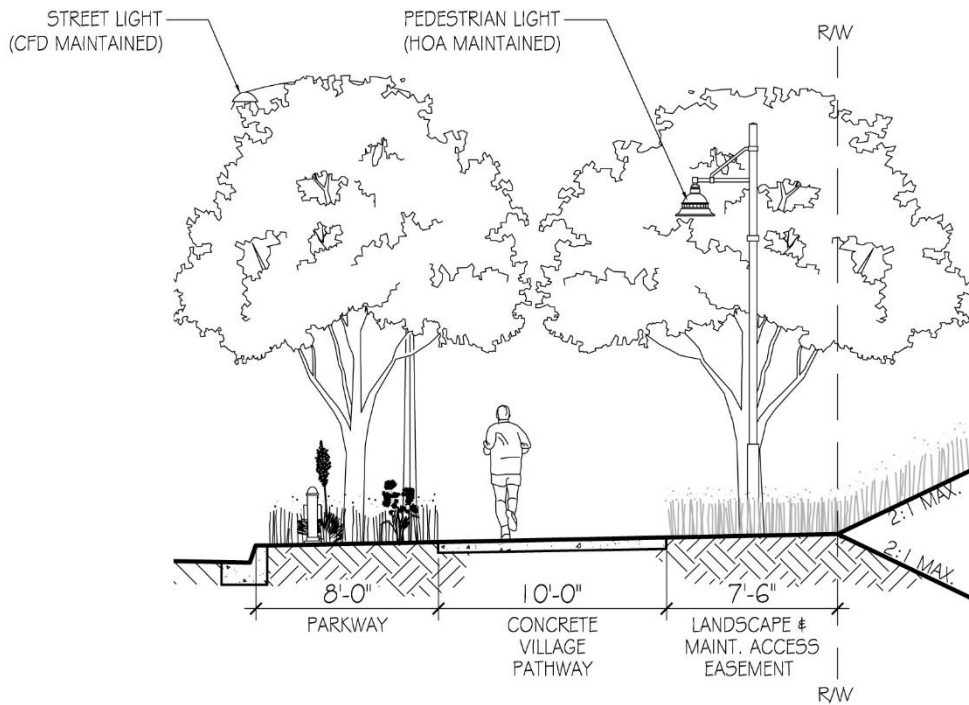 STREET LIGHT
(CFD MAINTAINED)
PEDESTRIAN LIGHT
(HOA MAINTAINED)
R/W
2:1 MAX.
2:1 MAX.
8'-0"
10'-0"
7'-6"
PARKWAY
CONCRETE
VILLAGE
PATHWAY
LANDSCAPE &
MAINT. ACCESS
EASEMENT
R/W